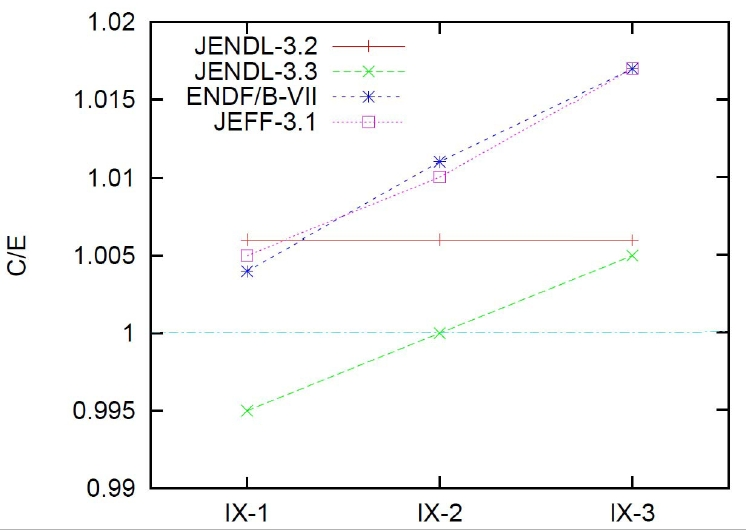 1.02
JENDL-3.2
JENDL-3.3
1.015
ENDF/B-VII
JEFF-3.1
1.01
1.005
C/E
1
0.995
0.99
IX-1 IX-2 IX-3